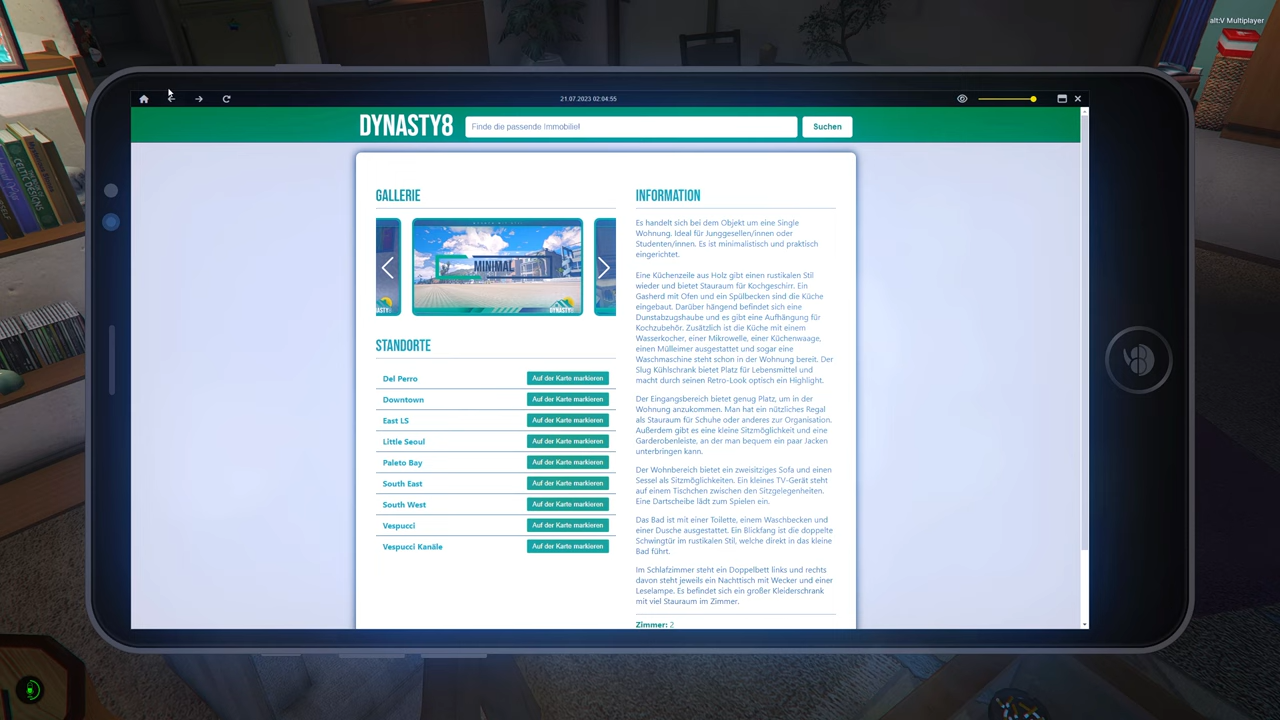 alt:V Multiplayer
21.07.2023 02:04:55
DYNASTY8
Finde die passende Immobilie!
Suchen
GALLERIE
MINIMAL
DYNASTY8
STANDORTE
Del Perro Auf der Karte markieren
Downtown Auf der Karte markieren
East LS Auf der Karte markieren
Little Seoul Auf der Karte markieren
Paleto Bay Auf der Karte markieren
South East Auf der Karte markieren
South West Auf der Karte markieren
Vespucci Auf der Karte markieren
Vespucci Kanäle Auf der Karte markieren
INFORMATION
Es handelt sich bei dem Objekt um eine Single
Wohnung. Ideal für Junggesellen/innen oder
Studenten/innen. Es ist minimalistisch und praktisch
eingerichtet.
Eine Küchenzeile aus Holz gibt einen rustikalen Stil
wieder und bietet Stauraum für Kochgeschirr. Ein
Gasherd mit Ofen und ein Spülbecken sind die Küche
eingebaut. Darüber hängend befindet sich eine
Dunstabzugshaube und es gibt eine Aufhängung für
Kochzubehör. Zusätzlich ist die Küche mit einem
Wasserkocher, einer Mikrowelle, einer Küchenwaage,
einen Mülleimer ausgestattet und sogar eine
Waschmaschine steht schon in der Wohnung bereit. Der
Slug Kühlschrank bietet Platz für Lebensmittel und
macht durch seinen Retro-Look optisch ein Highlight.
Der Eingangsbereich bietet genug Platz, um in der
Wohnung anzukommen. Man hat ein nützliches Regal
als Stauraum für Schuhe oder anderes zur Organisation.
Außerdem gibt es eine kleine Sitzmöglichkeit und eine
Garderobenleiste, an der man bequem ein paar Jacken
unterbringen kann.
Der Wohnbereich bietet ein zweisitziges Sofa und einen
Sessel als Sitzmöglichkeiten. Ein kleines TV-Gerät steht
auf einem Tischchen zwischen den Sitzgelegenheiten.
Eine Dartscheibe lädt zum Spielen ein.
Das Bad ist mit einer Toilette, einem Waschbecken und
einer Dusche ausgestattet. Ein Blickfang ist die doppelte
Schwingtür im rustikalen Stil, welche direkt in das kleine
Bad führt.
Im Schlafzimmer steht ein Doppelbett links und rechts
davon steht jeweils ein Nachttisch mit Wecker und einer
Leselampe. Es befindet sich ein großer Kleiderschrank
mit viel Stauraum im Zimmer.
Zimmer: 2
CELTIC DESIGNS